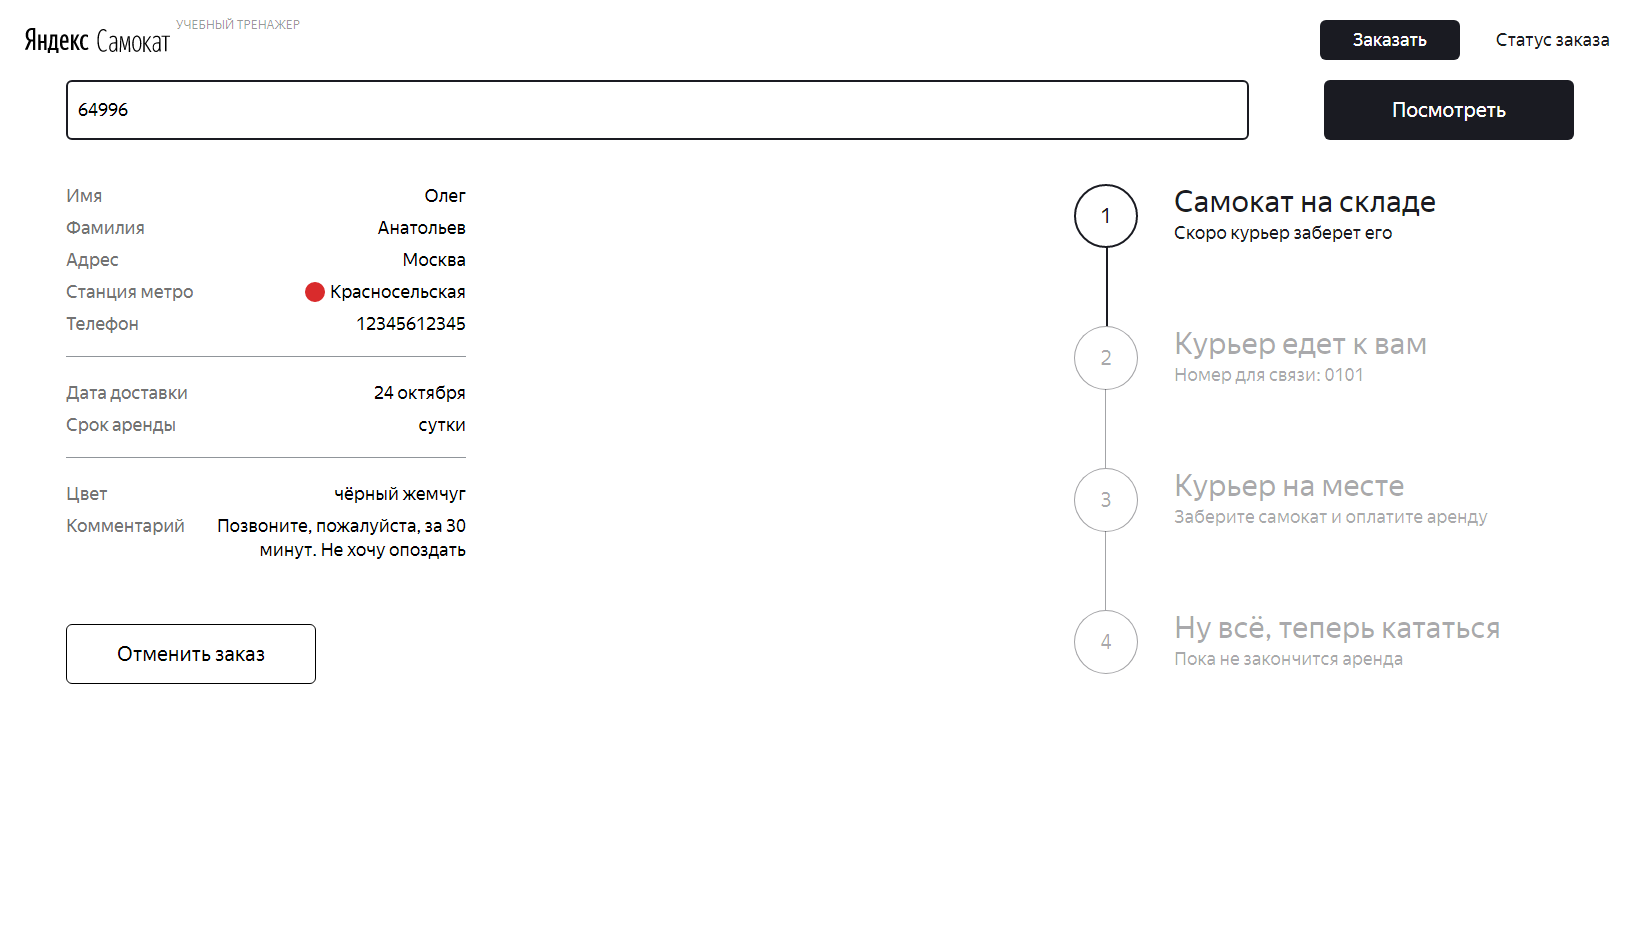 Яндекс Самокат
УЧЕБНЫЙ ТРЕНАЖЕР
Заказать
Статус заказа
64996
Посмотреть
Имя Олег
Фамилия Анатольев
Адрес Москва
Станция метро Красносельская
Телефон 12345612345
Дата доставки 24 октября
Срок аренды сутки
Цвет чёрный жемчуг
Комментарий Позвоните, пожалуйста, за 30
минут. Не хочу опоздать
Отменить заказ
1
Самокат на складе
Скоро курьер заберет его
2
Курьер едет к вам
Номер для связи: 0101
3
Курьер на месте
Заберите самокат и оплатите аренду
4
Ну всё, теперь кататься
Пока не закончится аренда